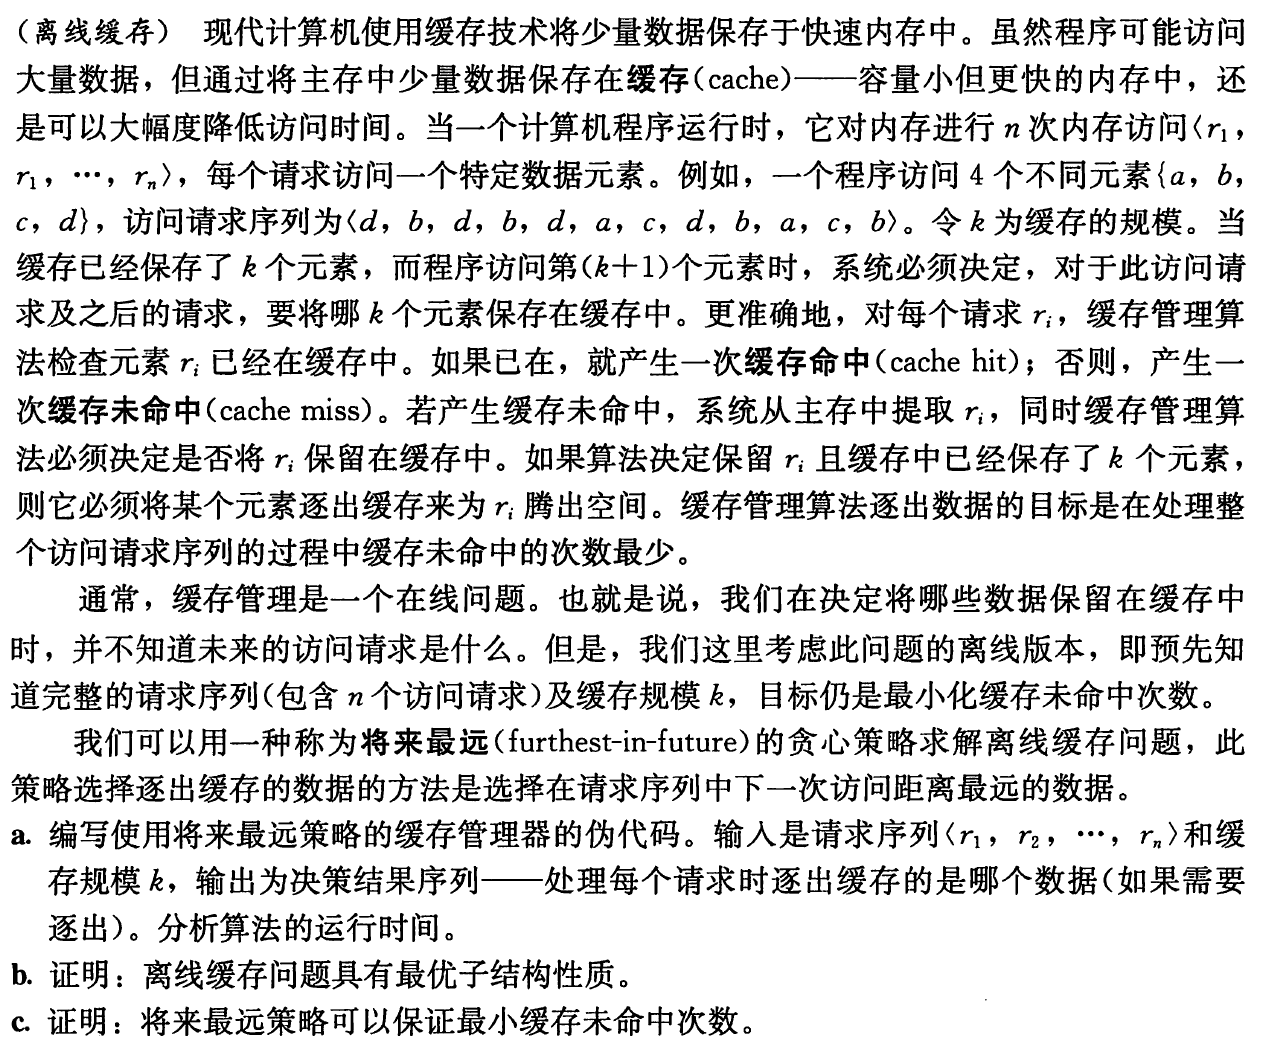 (离线缓存) 现代计算机使用缓存技术将少量数据保存于快速内存中。虽然程序可能访问
大量数据，但通过将主存中少量数据保存在缓存(cache)——容量小但更快的内存中，还
是可以大幅度降低访问时间。当一个计算机程序运行时，它对内存进行 n 次内存访问⟨r₁，
r₁，…，rₙ⟩，每个请求访问一个特定数据元素。例如，一个程序访问 4 个不同元素{a，b，
c，d}，访问请求序列为⟨d，b，d，b，d，a，c，d，b，a，c，b⟩。令 k 为缓存的规模。当
缓存已经保存了 k 个元素，而程序访问第(k+1)个元素时，系统必须决定，对于此访问请
求及之后的请求，要将哪 k 个元素保存在缓存中。更准确地，对每个请求 rᵢ，缓存管理算
法检查元素 rᵢ 已经在缓存中。如果已在，就产生一次缓存命中(cache hit)；否则，产生一
次缓存未命中(cache miss)。若产生缓存未命中，系统从主存中提取 rᵢ，同时缓存管理算
法必须决定是否将 rᵢ 保留在缓存中。如果算法决定保留 rᵢ 且缓存中已经保存了 k 个元素，
则它必须将某个元素逐出缓存来为 rᵢ 腾出空间。缓存管理算法逐出数据的目标是在处理整
个访问请求序列的过程中缓存未命中的次数最少。
通常，缓存管理是一个在线问题。也就是说，我们在决定将哪些数据保留在缓存中
时，并不知道未来的访问请求是什么。但是，我们这里考虑此问题的离线版本，即预先知
道完整的请求序列(包含 n 个访问请求)及缓存规模 k，目标仍是最小化缓存未命中次数。
我们可以用一种称为将来最远(furthest-in-future)的贪心策略求解离线缓存问题，此
策略选择逐出缓存的数据的方法是选择在请求序列中下一次访问距离最远的数据。
a. 编写使用将来最远策略的缓存管理器的伪代码。输入是请求序列⟨r₁，r₂，…，rₙ⟩和缓
存规模 k，输出为决策结果序列——处理每个请求时逐出缓存的是哪个数据(如果需要
逐出)。分析算法的运行时间。
b. 证明：离线缓存问题具有最优子结构性质。
c. 证明：将来最远策略可以保证最小缓存未命中次数。